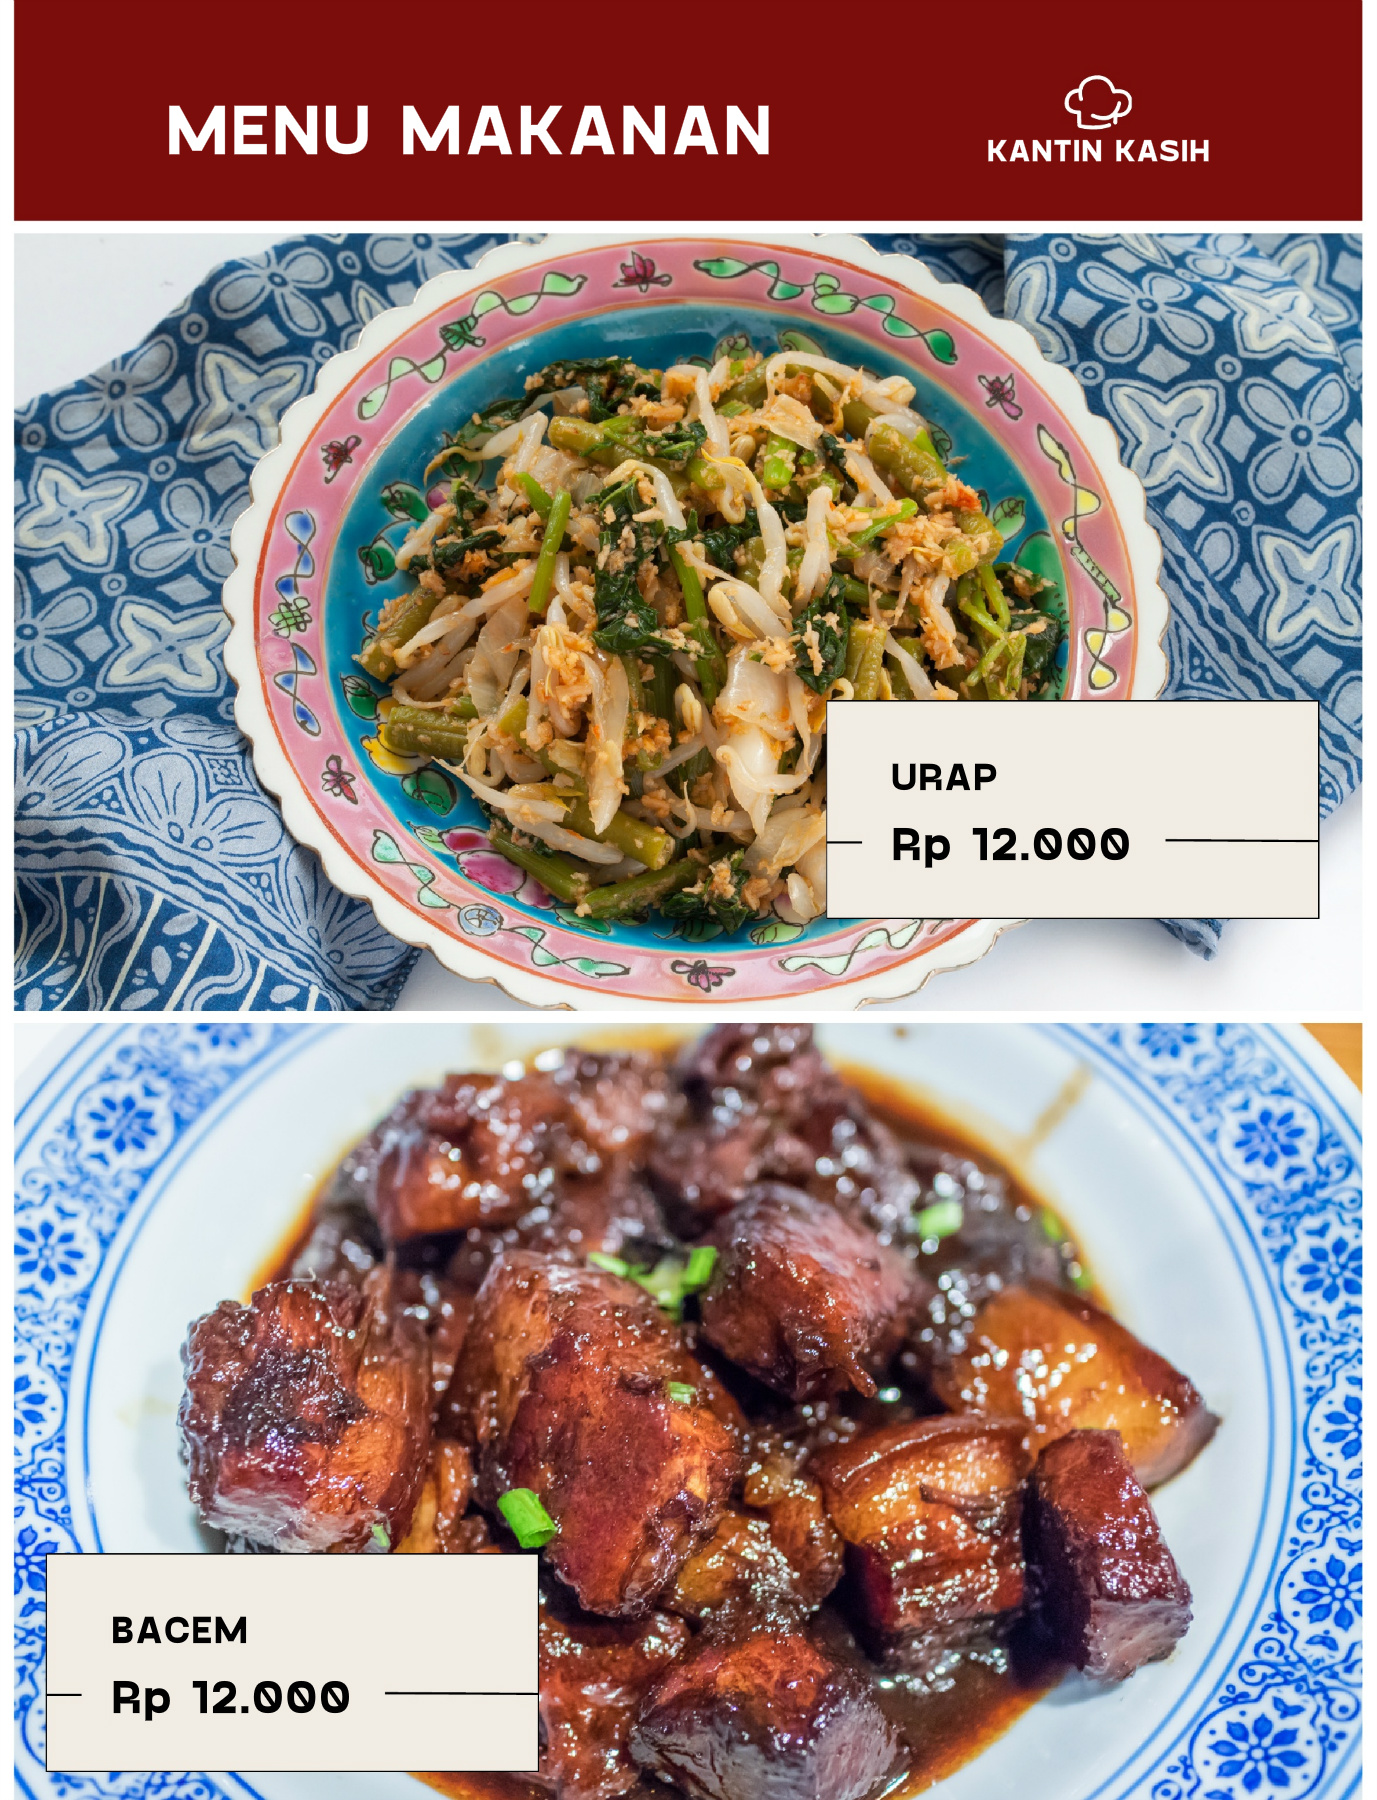 MENU MAKANAN
KANTIN KASIH
URAP
Rp 12.000
BACEM
Rp 12.000